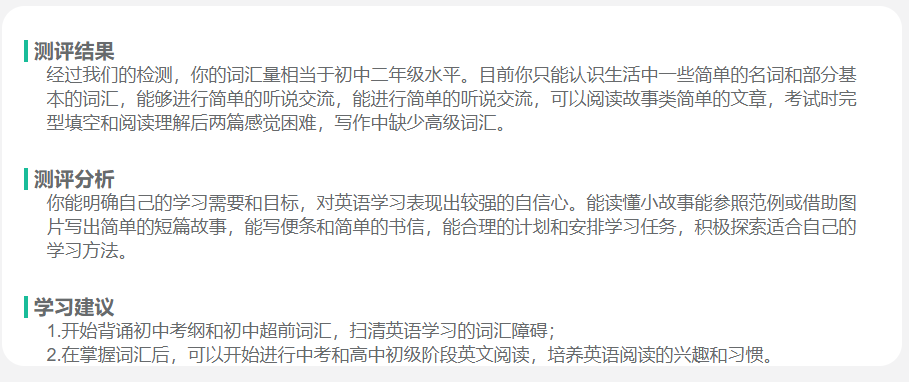 测评结果
经过我们的检测，你的词汇量相当于初中二年级水平。目前你只能认识生活中一些简单的名词和部分基
本的词汇，能够进行简单的听说交流，能进行简单的听说交流，可以阅读故事类简单的文章，考试时完
型填空和阅读理解后两篇感觉困难，写作中缺少高级词汇。
测评分析
你能明确自己的学习需要和目标，对英语学习表现出较强的自信心。能读懂小故事能参照范例或借助图
片写出简单的短篇故事，能写便条和简单的书信，能合理的计划和安排学习任务，积极探索适合自己的
学习方法。
学习建议
1.开始背诵初中考纲和初中超前词汇，扫清英语学习的词汇障碍；
2.在掌握词汇后，可以开始进行中考和高中初级阶段英文阅读，培养英语阅读的兴趣和习惯。